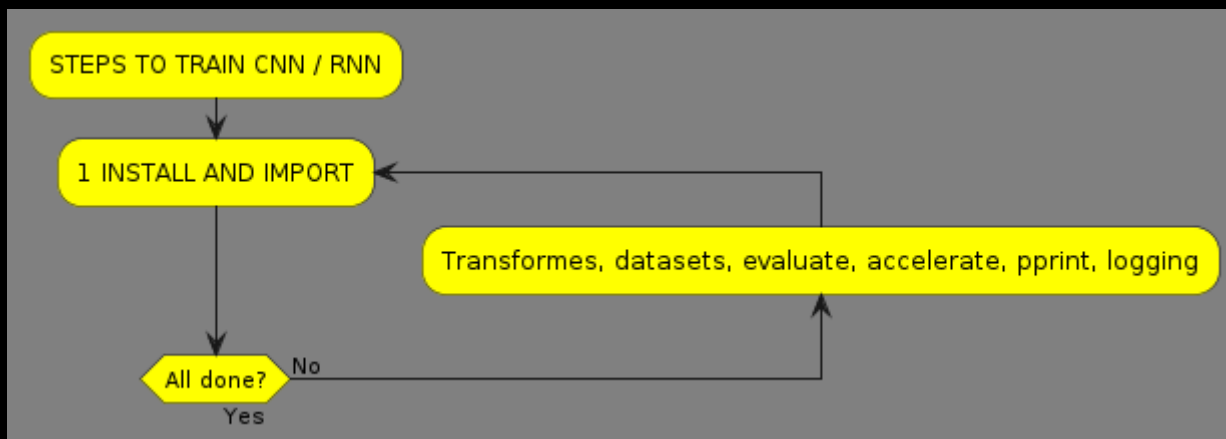 STEPS TO TRAIN CNN / RNN
1 INSTALL AND IMPORT
Transformes, datasets, evaluate, accelerate, pprint, logging
All done?
No
Yes